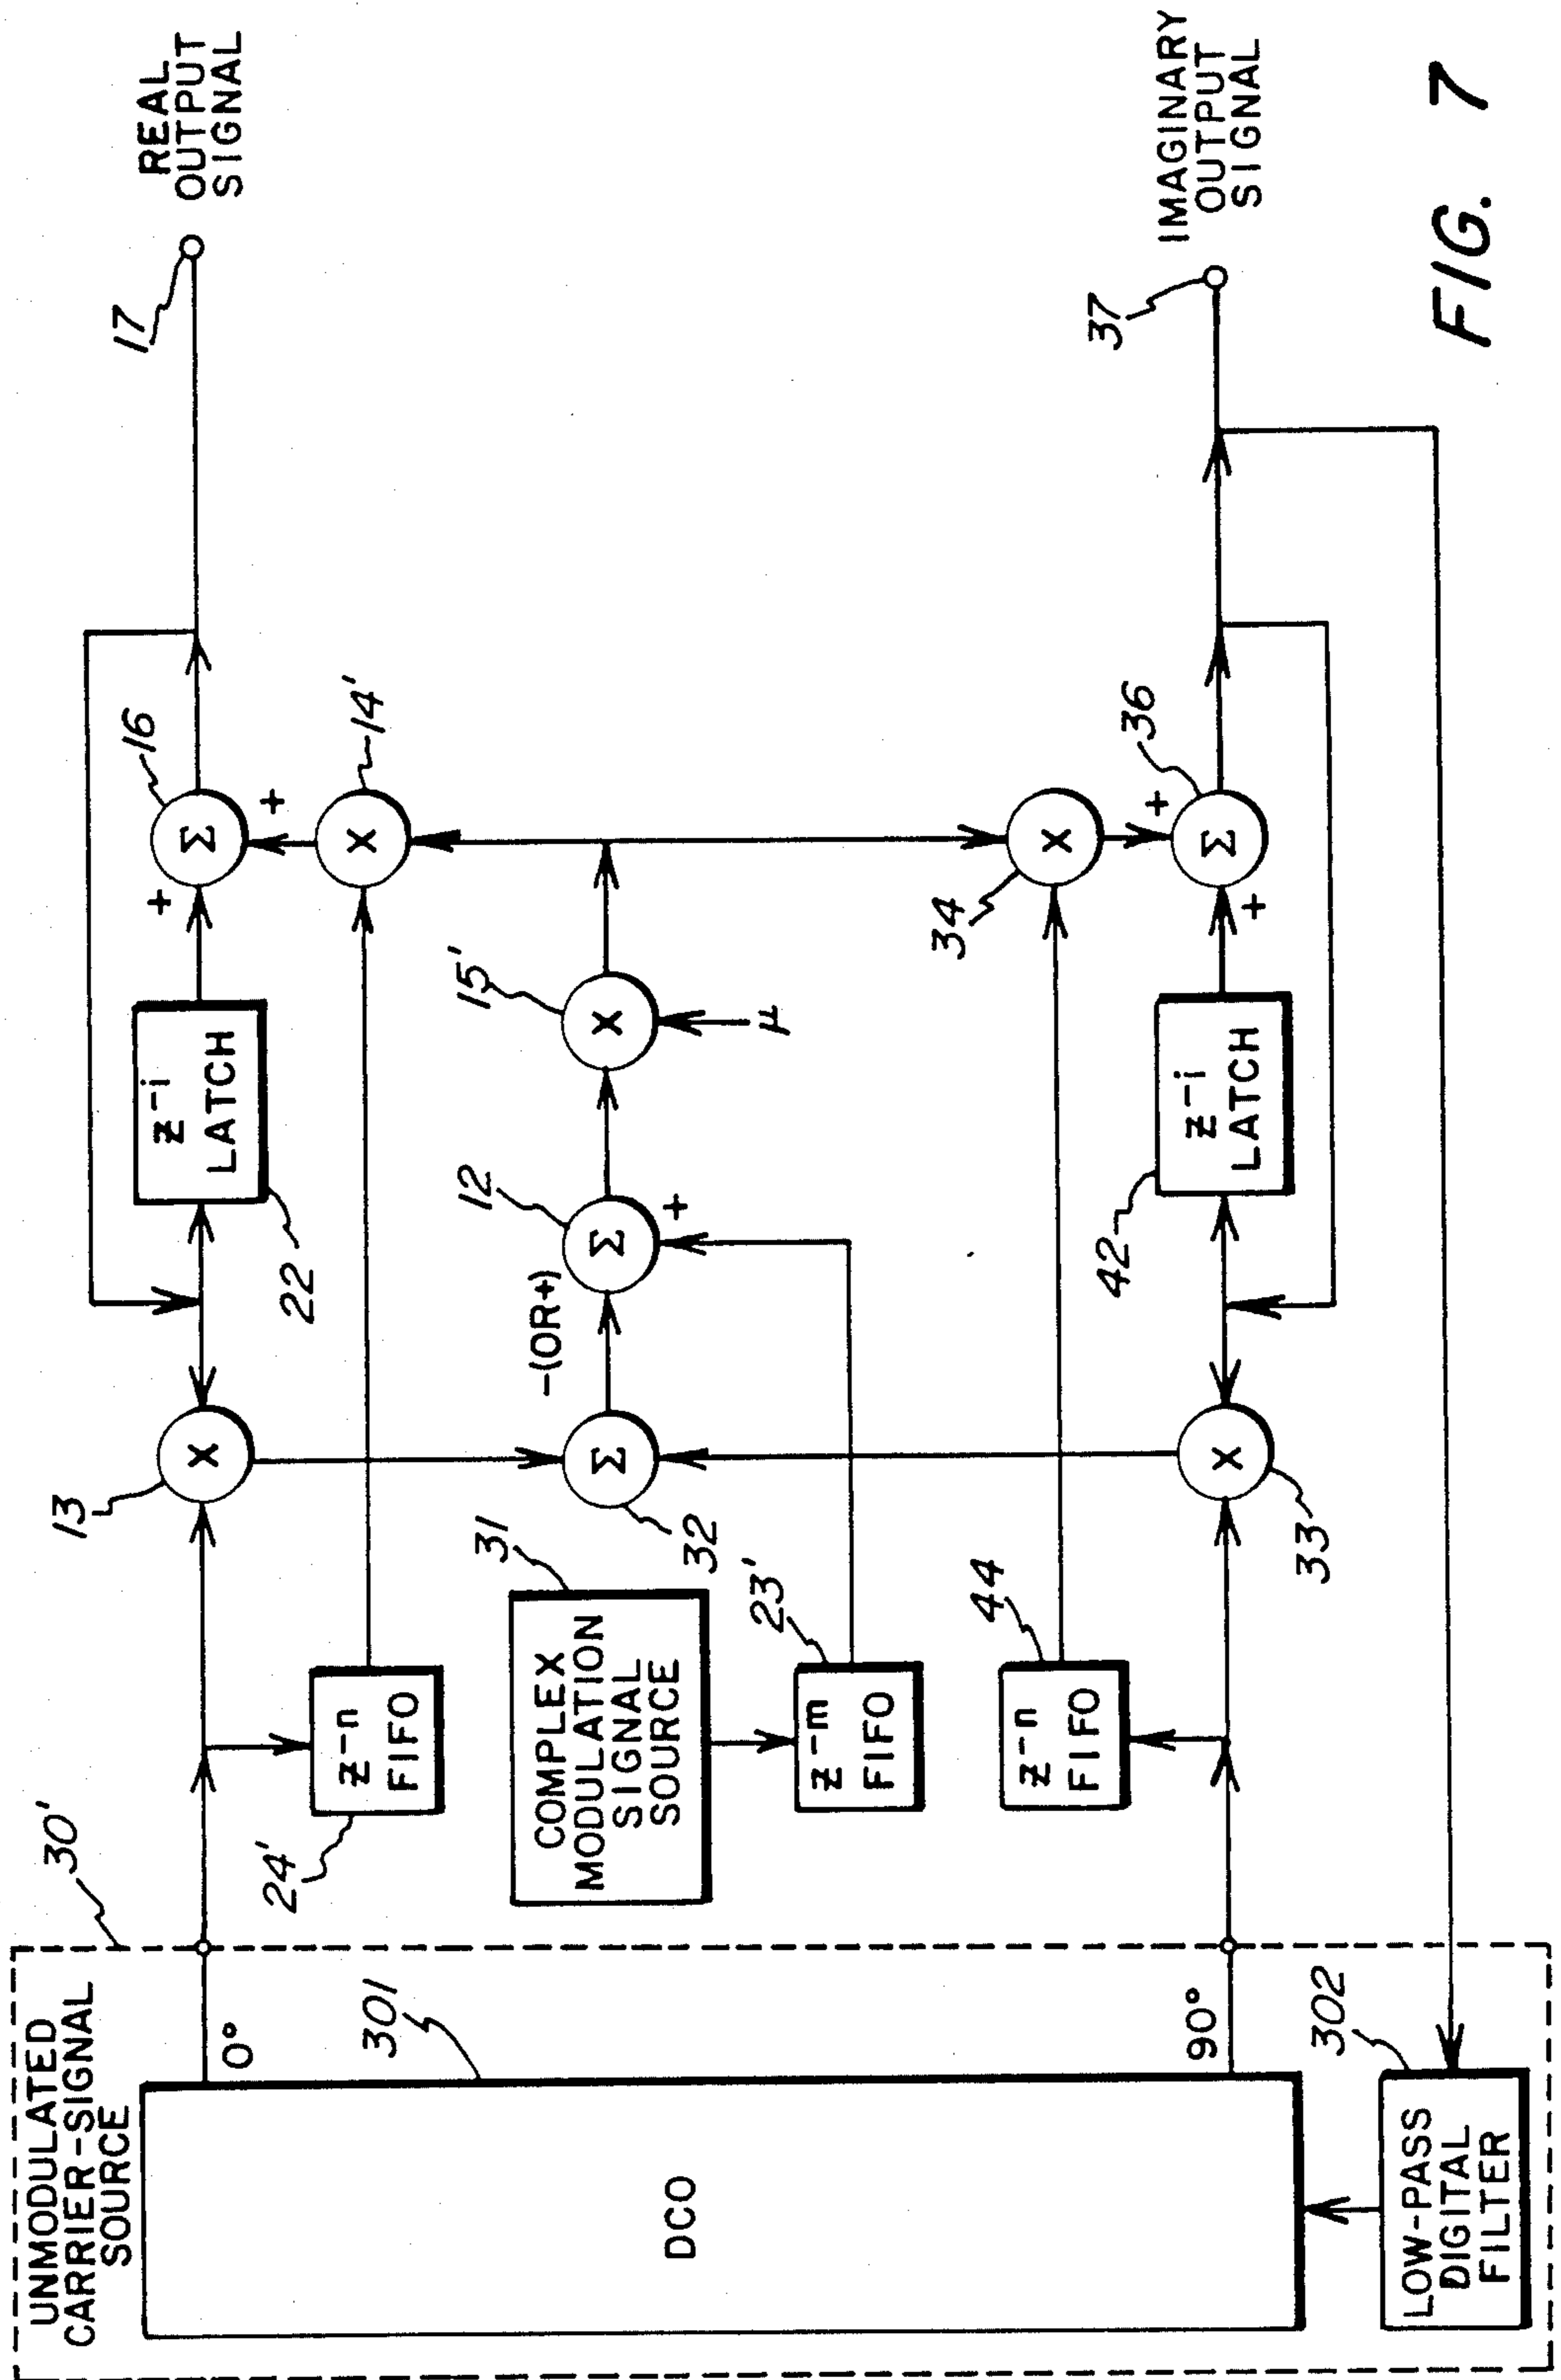 UNMODULATED
CARRIER-SIGNAL
SOURCE
30'
DCO
301
0°
90°
LOW-PASS
DIGITAL
FILTER
302
z⁻ⁿ
FIFO
24'
COMPLEX
MODULATION
SIGNAL
SOURCE
31
z⁻ᵐ
FIFO
23'
z⁻ⁿ
FIFO
44
X
13
Σ
32
X
33
-(OR+)
Σ
12
+
z⁻ⁱ
LATCH
22
X
15'
μ
z⁻ⁱ
LATCH
42
+
Σ
16
+
X
14'
X
34
+
Σ
36
+
17
REAL
OUTPUT
SIGNAL
37
IMAGINARY
OUTPUT
SIGNAL
FIG. 7